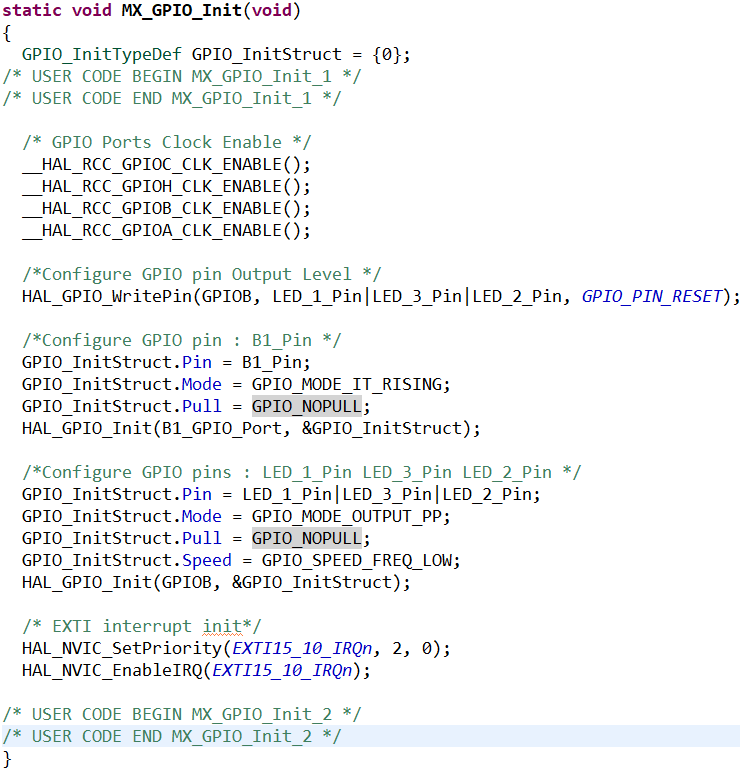 static void MX_GPIO_Init(void)
{
  GPIO_InitTypeDef GPIO_InitStruct = {0};
/* USER CODE BEGIN MX_GPIO_Init_1 */
/* USER CODE END MX_GPIO_Init_1 */

  /* GPIO Ports Clock Enable */
  __HAL_RCC_GPIOC_CLK_ENABLE();
  __HAL_RCC_GPIOH_CLK_ENABLE();
  __HAL_RCC_GPIOB_CLK_ENABLE();
  __HAL_RCC_GPIOA_CLK_ENABLE();

  /*Configure GPIO pin Output Level */
  HAL_GPIO_WritePin(GPIOB, LED_1_Pin|LED_3_Pin|LED_2_Pin, GPIO_PIN_RESET);

  /*Configure GPIO pin : B1_Pin */
  GPIO_InitStruct.Pin = B1_Pin;
  GPIO_InitStruct.Mode = GPIO_MODE_IT_RISING;
  GPIO_InitStruct.Pull = GPIO_NOPULL;
  HAL_GPIO_Init(B1_GPIO_Port, &GPIO_InitStruct);

  /*Configure GPIO pins : LED_1_Pin LED_3_Pin LED_2_Pin */
  GPIO_InitStruct.Pin = LED_1_Pin|LED_3_Pin|LED_2_Pin;
  GPIO_InitStruct.Mode = GPIO_MODE_OUTPUT_PP;
  GPIO_InitStruct.Pull = GPIO_NOPULL;
  GPIO_InitStruct.Speed = GPIO_SPEED_FREQ_LOW;
  HAL_GPIO_Init(GPIOB, &GPIO_InitStruct);

  /* EXTI interrupt init*/
  HAL_NVIC_SetPriority(EXTI15_10_IRQn, 2, 0);
  HAL_NVIC_EnableIRQ(EXTI15_10_IRQn);

/* USER CODE BEGIN MX_GPIO_Init_2 */
/* USER CODE END MX_GPIO_Init_2 */
}